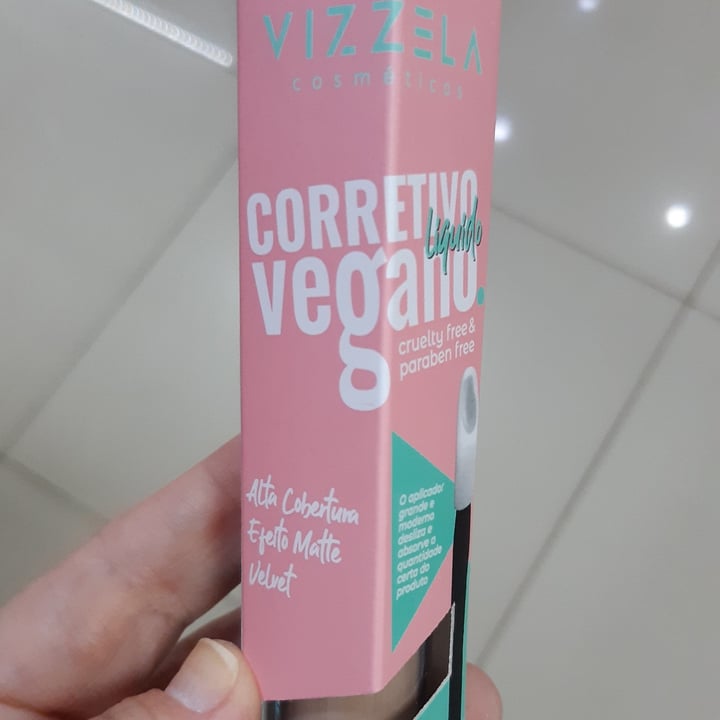 VIZZELA
cosméticos
CORRETIVO
Líquido
vegano.
cruelty free &
paraben free
Alta Cobertura
Efeito Matte
Velvet
O aplicador
grande e
moderno
desliza e
absorve a
quantidade
certa do
produto